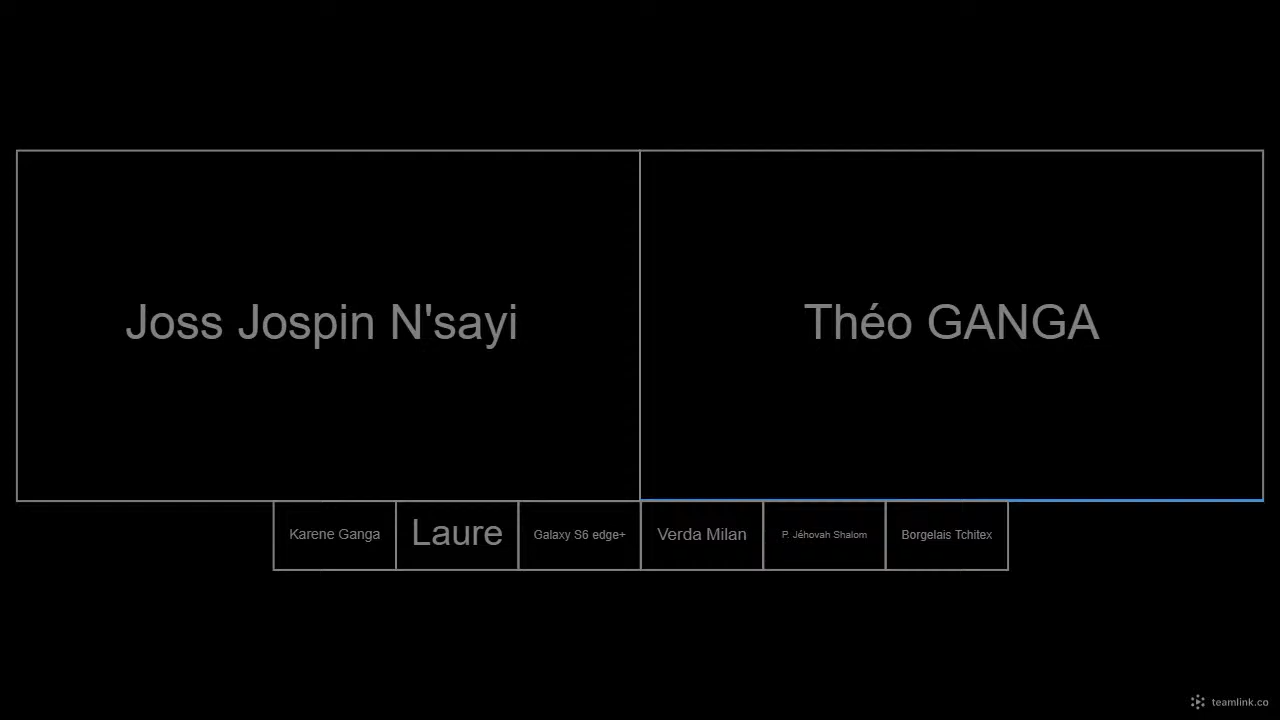 Joss Jospin N'sayi
Théo GANGA
Karene Ganga
Laure
Galaxy S6 edge+
Verda Milan
P. Jéhovah Shalom
Borgelais Tchitex
teamlink.co